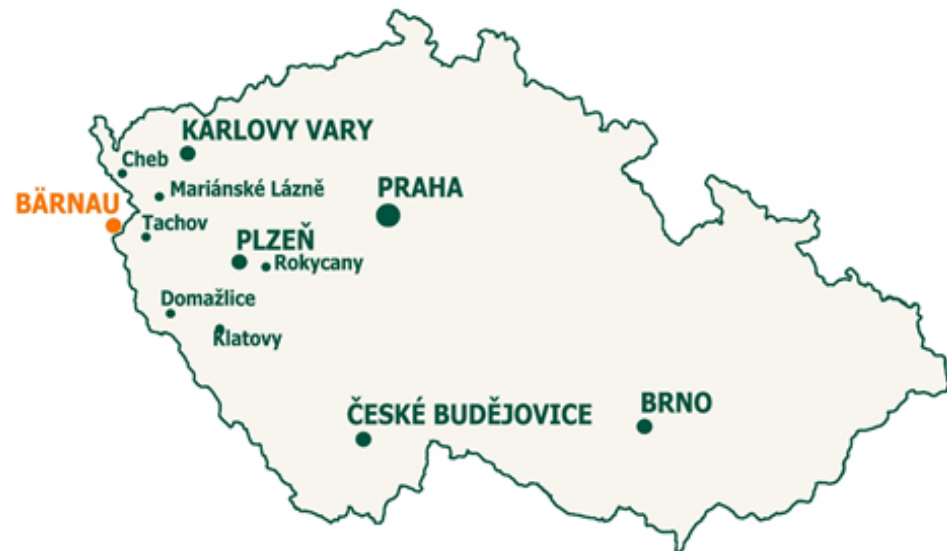 KARLOVY VARY
Cheb
Mariánské Lázně
PRAHA
BÄRNAU
Tachov
PLZEŇ
Rokycany
Domažlice
Klatovy
ČESKÉ BUDĚJOVICE
BRNO